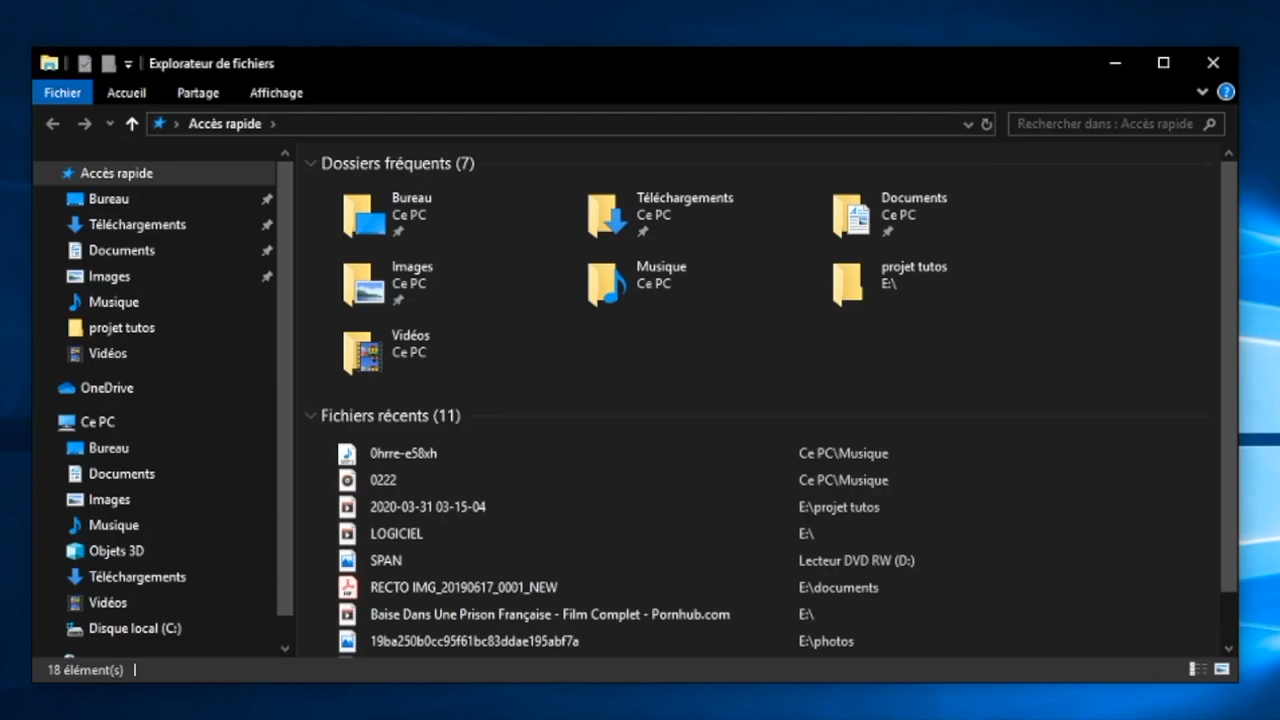 Explorateur de fichiers
Fichier Accueil Partage Affichage
Accès rapide
Rechercher dans : Accès rapide
Accès rapide
Bureau
Téléchargements
Documents
Images
Musique
projet tutos
Vidéos
OneDrive
Ce PC
Bureau
Documents
Images
Musique
Objets 3D
Téléchargements
Vidéos
Disque local (C:)
Dossiers fréquents (7)
Bureau
Ce PC
Téléchargements
Ce PC
Documents
Ce PC
Images
Ce PC
Musique
Ce PC
projet tutos
E:\
Vidéos
Ce PC
Fichiers récents (11)
0hrre-e58xh Ce PC\Musique
0222 Ce PC\Musique
2020-03-31 03-15-04 E:\projet tutos
LOGICIEL E:\
SPAN Lecteur DVD RW (D:)
RECTO IMG_20190617_0001_NEW E:\documents
Baise Dans Une Prison Française - Film Complet - Pornhub.com E:\
19ba250b0cc95f61bc83ddae195abf7a E:\photos
18 élément(s)